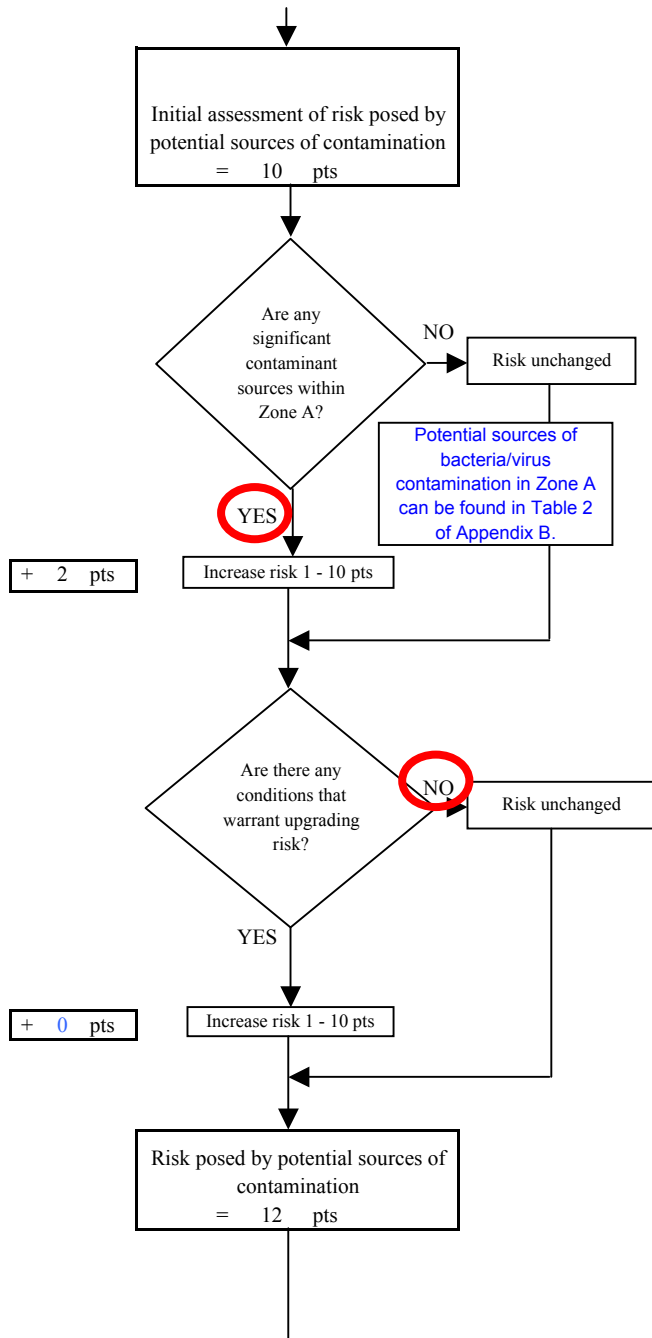 Initial assessment of risk posed by
potential sources of contamination
= 10 pts
Are any
significant
contaminant
sources within
Zone A?
NO
Risk unchanged
Potential sources of
bacteria/virus
contamination in Zone A
can be found in Table 2
of Appendix B.
YES
+ 2 pts
Increase risk 1 - 10 pts
Are there any
conditions that
warrant upgrading
risk?
NO
Risk unchanged
YES
+ 0 pts
Increase risk 1 - 10 pts
Risk posed by potential sources of
contamination
= 12 pts